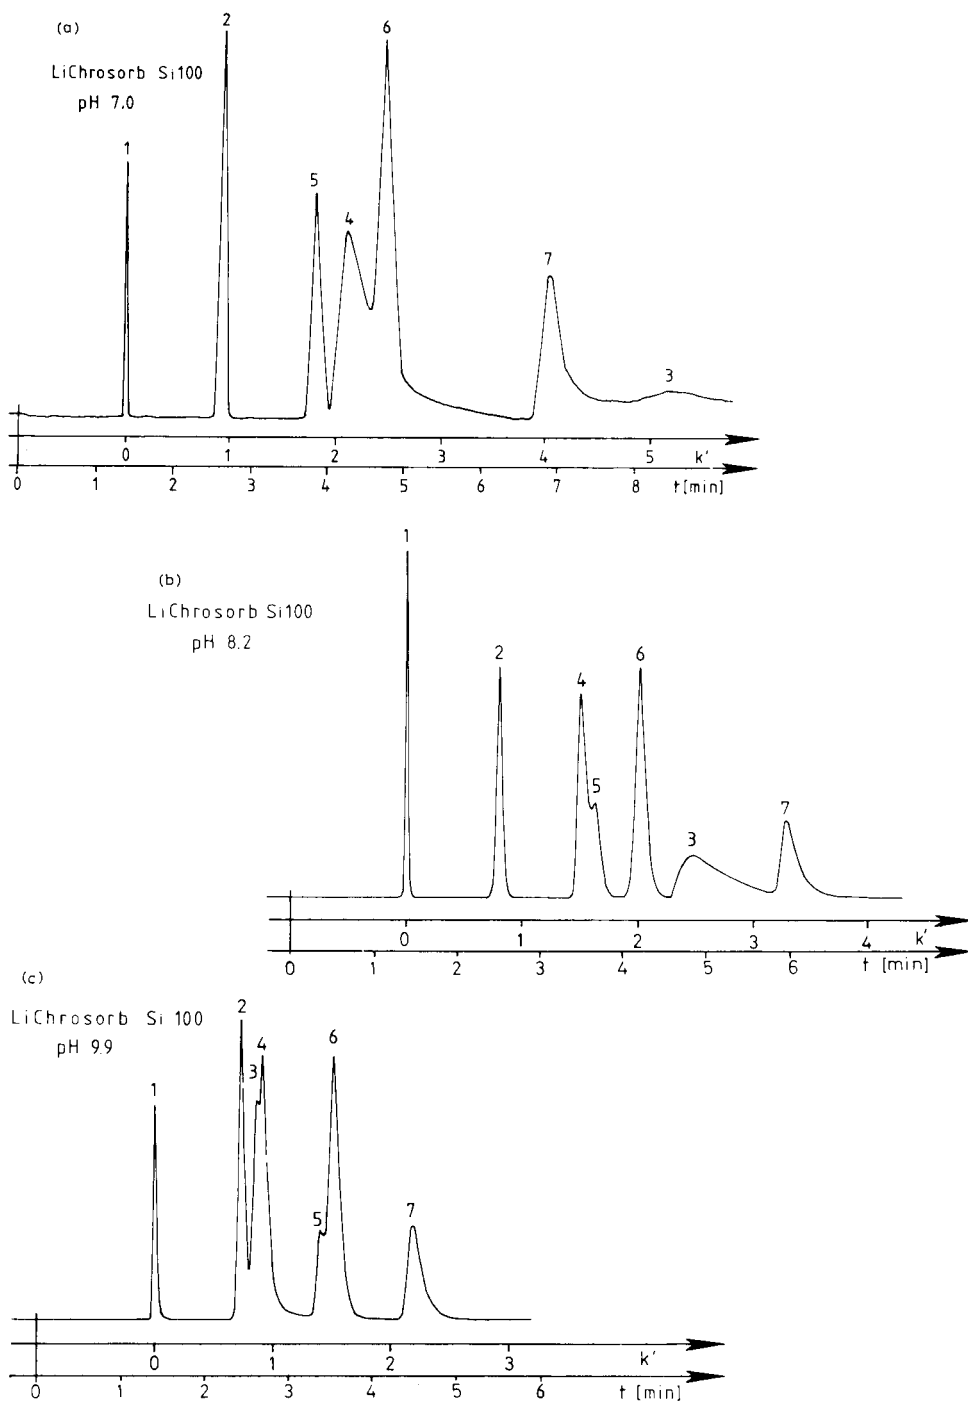 (a)
LiChrosorb Si100
pH 7.0
1
2
5
4
6
7
3
0 1 2 3 4 5 k'
0 1 2 3 4 5 6 7 8 t[min]
(b)
LiChrosorb Si100
pH 8.2
1
2
4
5
6
3
7
0 1 2 3 4 k'
0 1 2 3 4 5 6 t [min]
(c)
LiChrosorb Si 100
pH 9.9
1
2
3
4
5
6
7
0 1 2 3 k'
0 1 2 3 4 5 6 t [min]